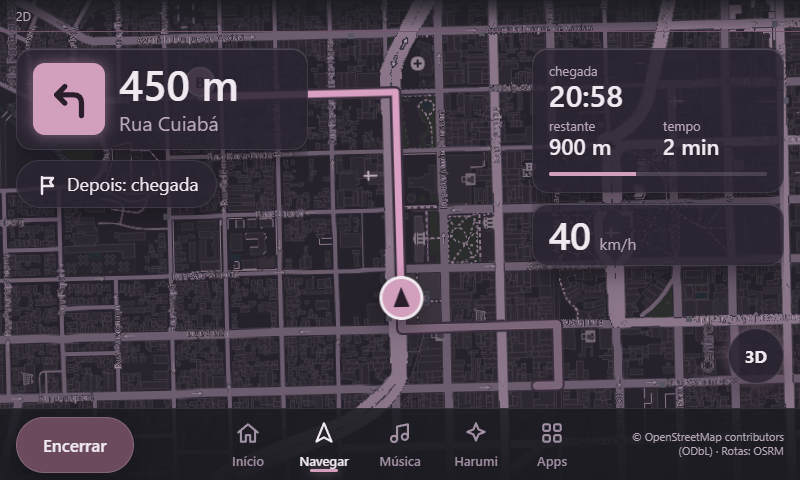 2D
450 m
Rua Cuiabá
Depois: chegada
chegada
20:58
restante
tempo
900 m
2 min
40 km/h
3D
Encerrar
Início
Navegar
Música
Harumi
Apps
© OpenStreetMap contributors
(ODbL) · Rotas: OSRM